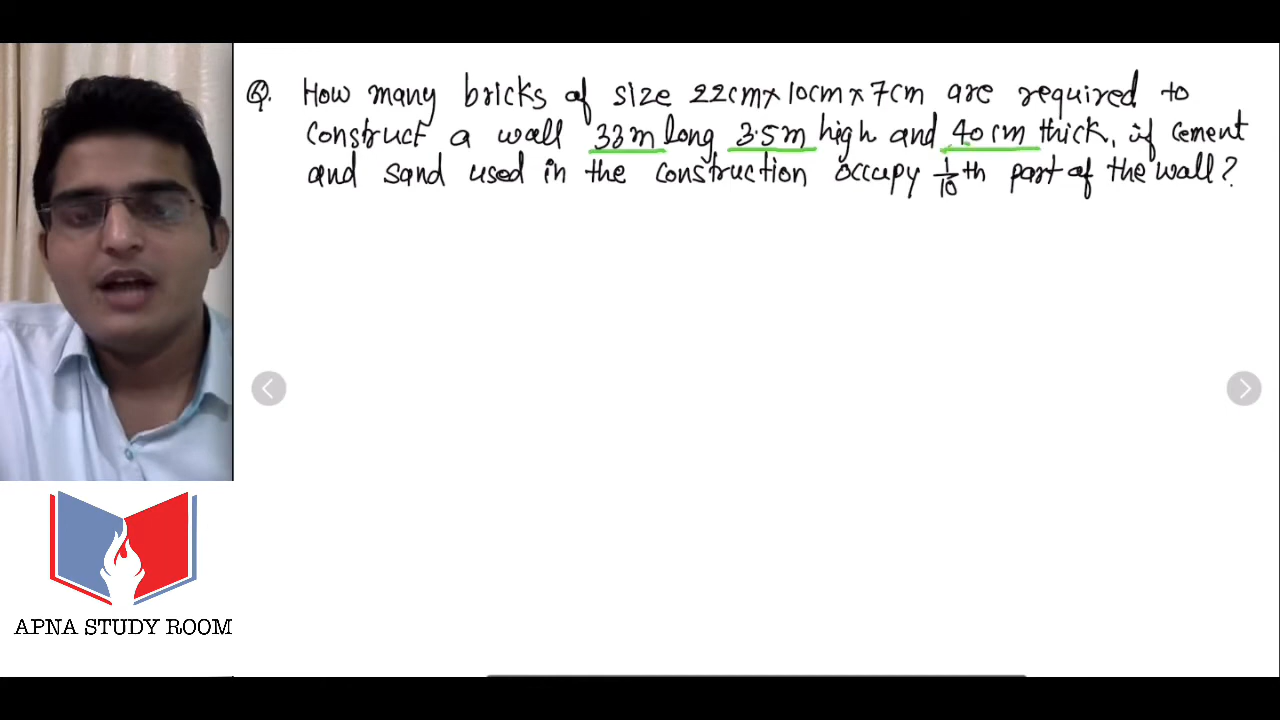 Q. How many bricks of size 22cm x 10cm x 7cm are required to
construct a wall 33m long 3.5m high and 40cm thick, if cement
and sand used in the construction occupy 1/10 th part of the wall?
APNA STUDY ROOM